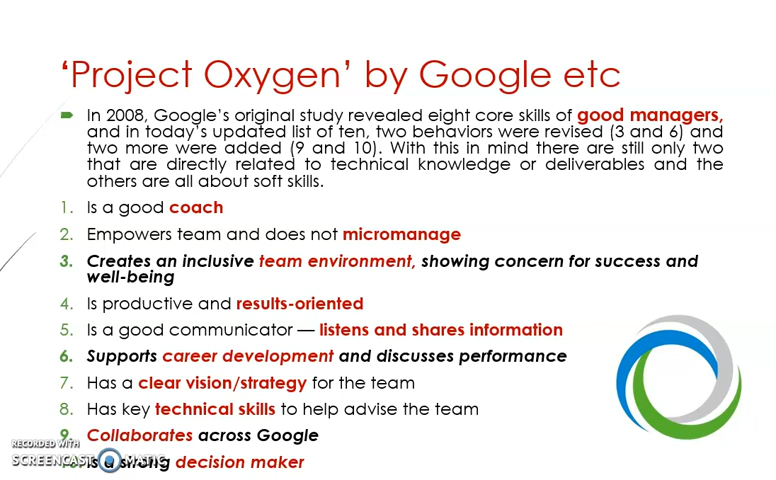 ‘Project Oxygen’ by Google etc
In 2008, Google’s original study revealed eight core skills of good managers,
and in today’s updated list of ten, two behaviors were revised (3 and 6) and
two more were added (9 and 10). With this in mind there are still only two
that are directly related to technical knowledge or deliverables and the
others are all about soft skills.
1. Is a good coach
2. Empowers team and does not micromanage
3. Creates an inclusive team environment, showing concern for success and
well-being
4. Is productive and results-oriented
5. Is a good communicator — listens and shares information
6. Supports career development and discusses performance
7. Has a clear vision/strategy for the team
8. Has key technical skills to help advise the team
9. Collaborates across Google
RECORDED WITH
SCREENCAST MATIC
Is a strong decision maker